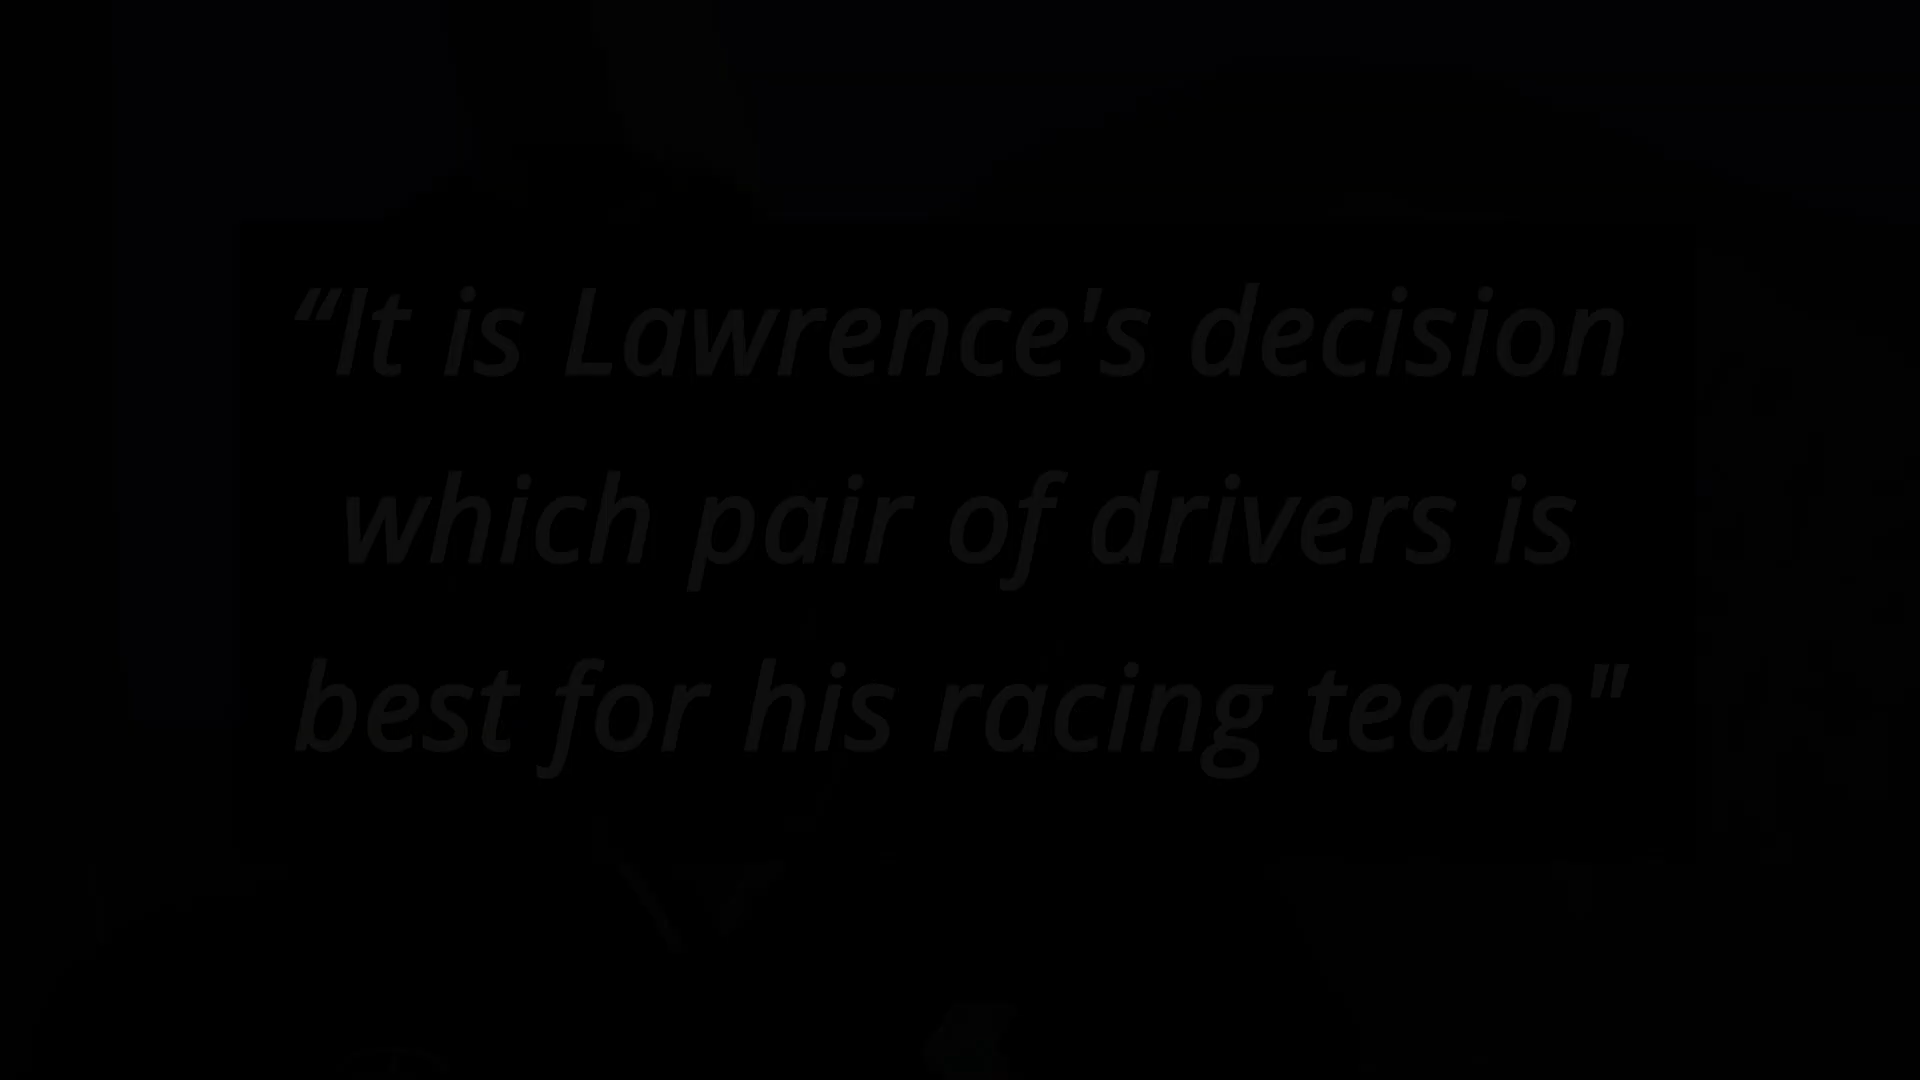 “It is Lawrence's decision
which pair of drivers is
best for his racing team"